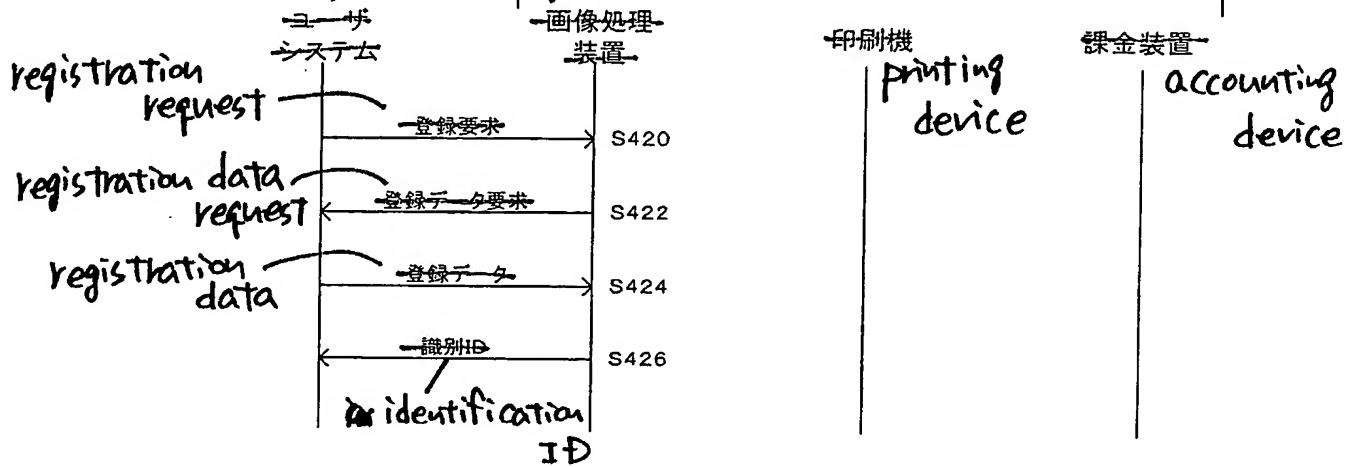 ユーザ
システム
画像処理
装置
印刷機
課金装置
printing
device
accounting
device
registration
request
登録要求
S420
registration data
request
登録データ要求
S422
registration
data
登録データ
S424
識別ID
S426
identification
ID